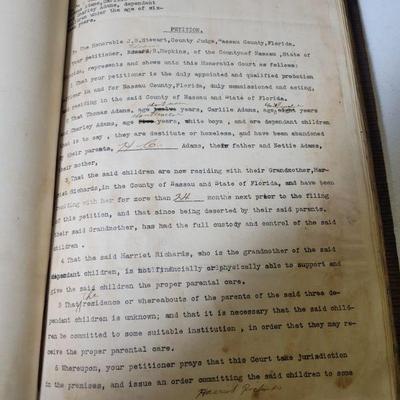 Adams,
Charley Adams, dependant
children under the age of six-
years.
PETITION.
To The Honorable J.B. Stewart, County Judge, Nassau County, Florida.
Your petitioner, Edward S. Hopkins, of the County of Nassau, State of
Florida, represents and shows unto this Honorable Court as follows:
1 That your petitioner is the duly appointed and qualified probation
officer in and for Nassau County, Florida, duly commissioned and acting,
residing in the said County of Nassau and State of Florida.
That Thomas Adams, age twelve years, Carlile Adams, age eight years
and Charley Adams, age years, white boys, and are dependant children
that is to say, they are destitute or homeless, and have been abandoned
by their parents, Adams, their father and Nettie Adams,
their mother,
3 That the said children are now residing with their Grandmother, Har-
riet Richards, in the County of Nassau and State of Florida, and have been
residing with her for more than 24 months next prior to the filing
of this petition, and that since being deserted by their said parents,
their said Grandmother, has had the full custody and control of the said
children.
4 That the said Harriet Richards, who is the grandmother of the said
dependant children, is not financially or physically able to support and
give the said children the proper parental care.
5 That the residence or whereabouts of the parents of the said three de-
pendant children is unknown; and that it is necessary that the said child-
ren be committed to some suitable institution, in order that they may re-
ceive the proper parental care.
6 Whereupon, your petitioner prays that this Court take jurisdiction
in the premises, and issue an order committing the said children to some
Harriet Richards